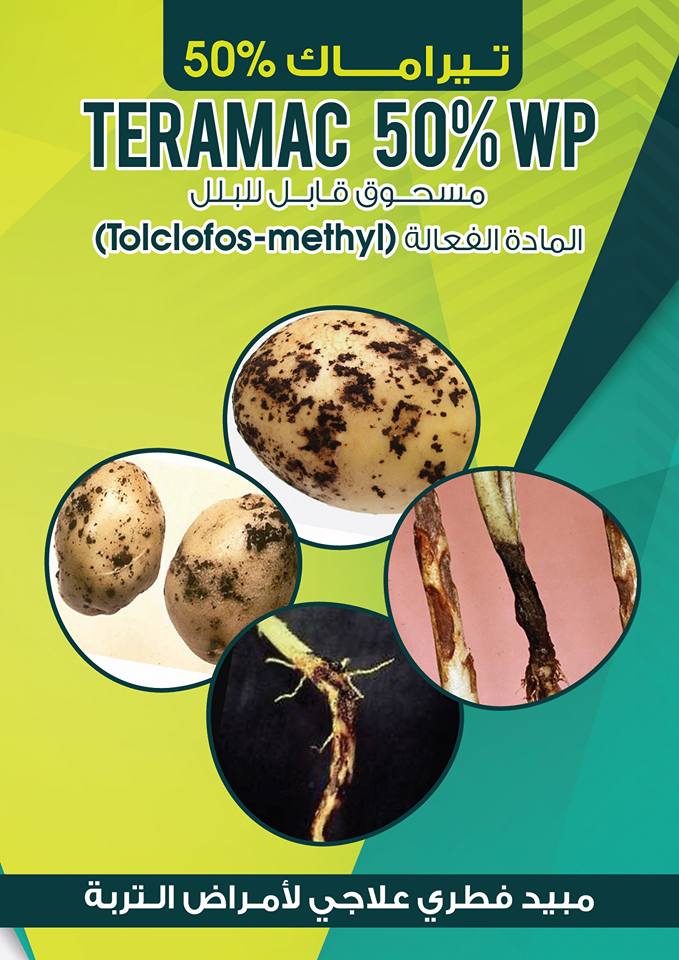 تيراماك 50%
TERAMAC 50% WP
مسحوق قابل للبلل
المادة الفعالة (Tolclofos-methyl)
مبيد فطري علاجي لأمراض التربة